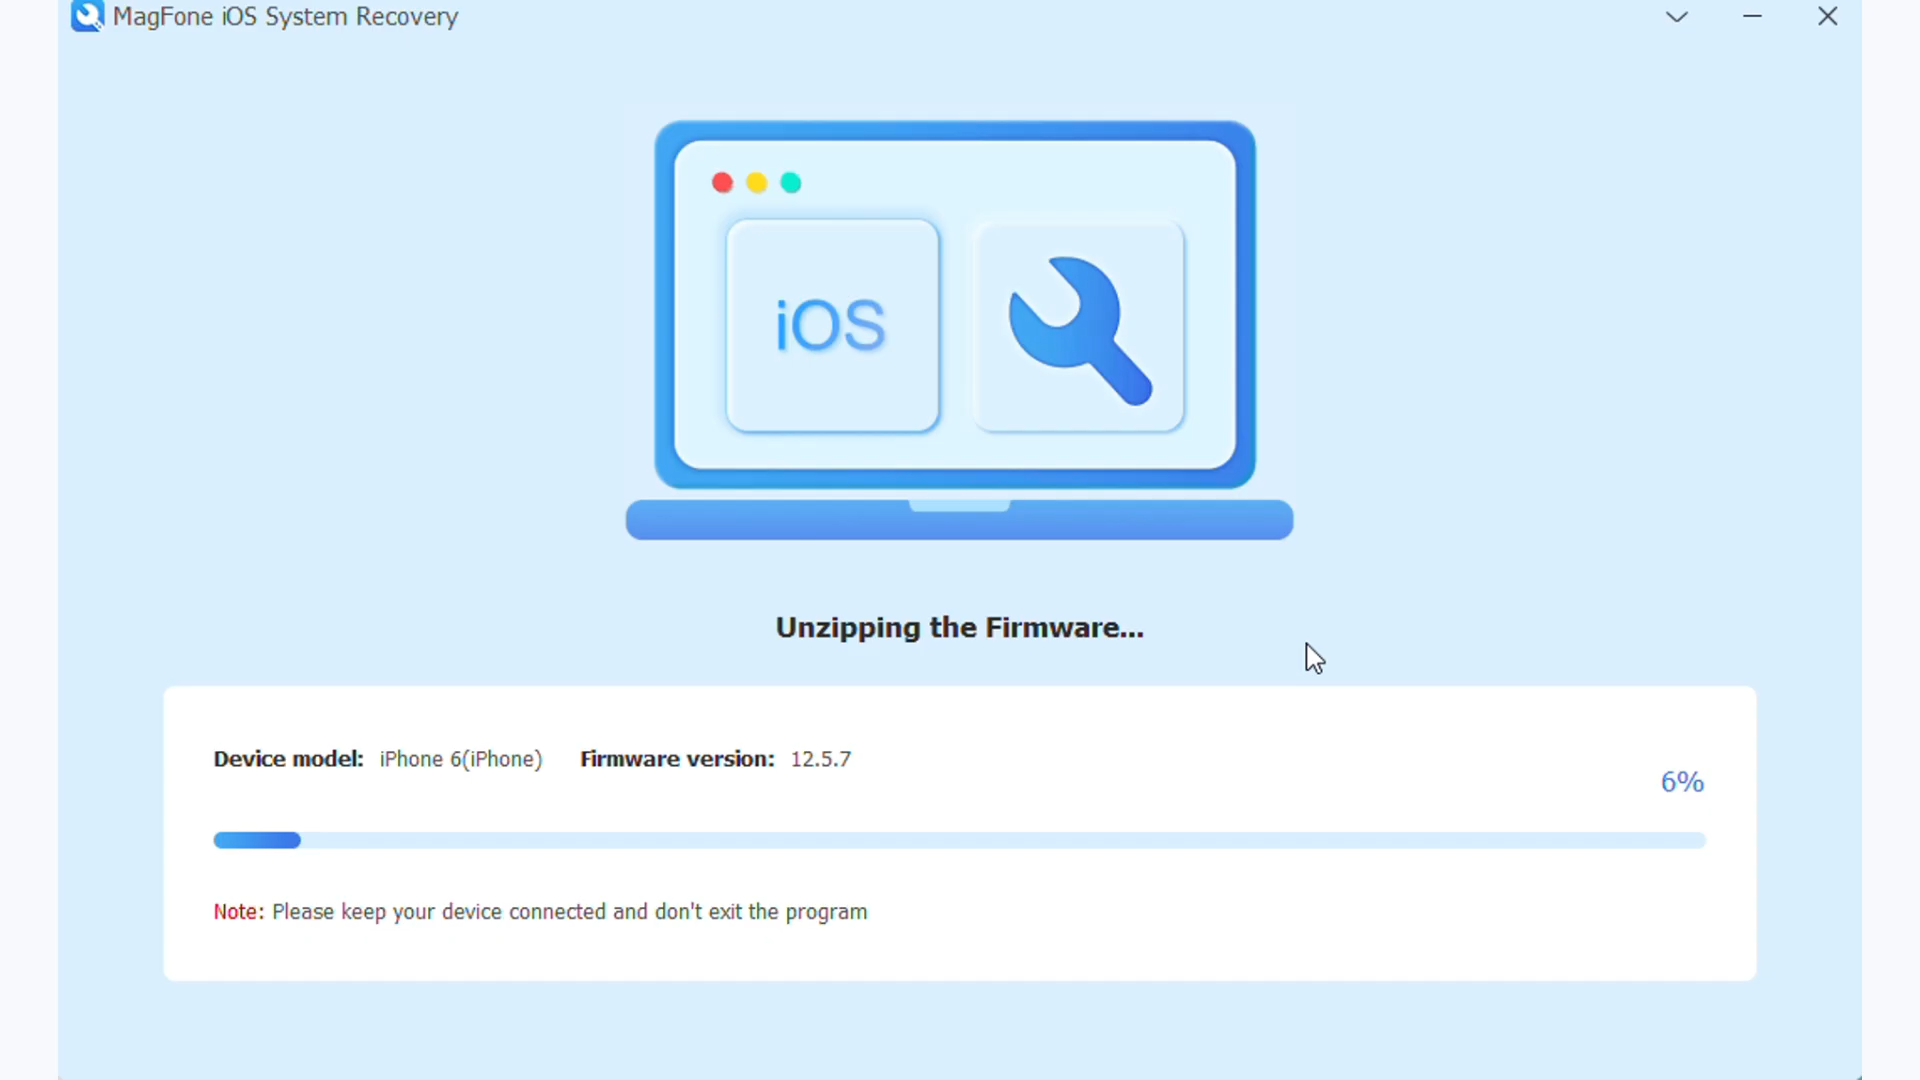 MagFone iOS System Recovery
iOS
Unzipping the Firmware...
Device model: iPhone 6(iPhone) Firmware version: 12.5.7
6%
Note: Please keep your device connected and don't exit the program